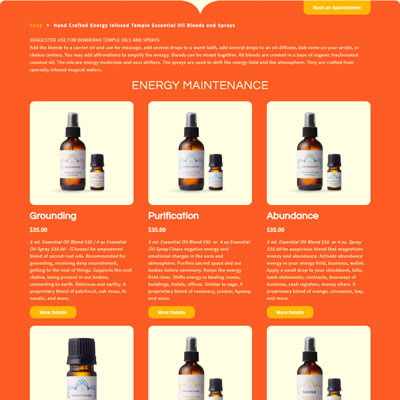 Book an Appointment
Shop > Hand Crafted Energy Infused Temple Essential Oil Blends and Sprays
SUGGESTED USE FOR DENDERAH TEMPLE OILS AND SPRAYS
Add the blends to a carrier oil and use for massage, add several drops to a warm bath, add several drops to an oil diffuser, dab some on your wrists, or
chakra centers. You may add affirmations to amplify the energy. Blends can be mixed together. All blends are created in a base of organic fractionated
coconut oil. The oils are energy medicines and aura shifters. The sprays are used to shift the energy field and the atmosphere. They are crafted from
specially infused magical waters.
ENERGY MAINTENANCE
Grounding
$35.00
5 ml. Essential Oil Blend $35 / 4 oz Essential
Oil Spray $35.00 - (Choose) An empowered
blend of sacred root oils. Recommended for
grounding, receiving deep nourishment,
getting to the root of things. Supports the root
chakra, being present in our bodies,
connecting to earth. Delicious and earthy. A
proprietary blend of patchouli, oak moss, fir
needle, and more.
More Details
Purification
$35.00
5 ml. Essential Oil Blend $35 or 4 oz Essential
Oil Spray Clears negative energy and
emotional charges in the aura and
atmosphere. Purifies sacred space and our
bodies before ceremony. Keeps the energy
field clear. Shifts energy in healing rooms,
buildings, hotels, offices. Similar to sage. A
proprietary blend of rosemary, juniper, hyssop,
and more.
More Details
Abundance
$35.00
5 ml. Essential Oil Blend $35 or 4 oz. Spray
$35.00 An auspicious blend that magnetizes
money and abundance. Activate abundance
energy in your energy field, business, wallet.
Apply a small drop to your checkbook, bills,
bank statements, contracts, doorways of
business, cash registers, money altars. A
proprietary blend of orange, cinnamon, bay,
and more.
More Details
SHINE